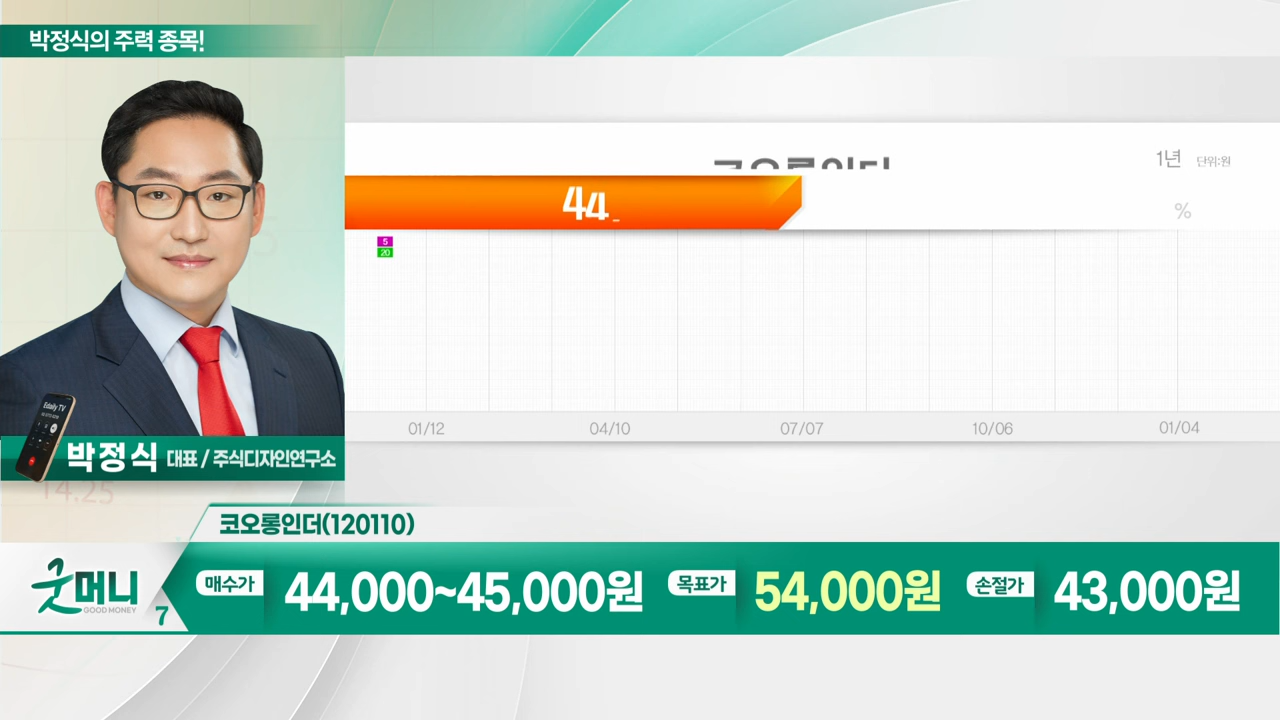 박정식의 주력 종목!
1년 단위:원
44
%
5
20
01/12 04/10 07/07 10/06 01/04
Edaily TV
박정식 대표 / 주식디자인연구소
14.25
코오롱인더(120110)
굿머니
GOOD MONEY
7
매수가 44,000~45,000원 목표가 54,000원 손절가 43,000원